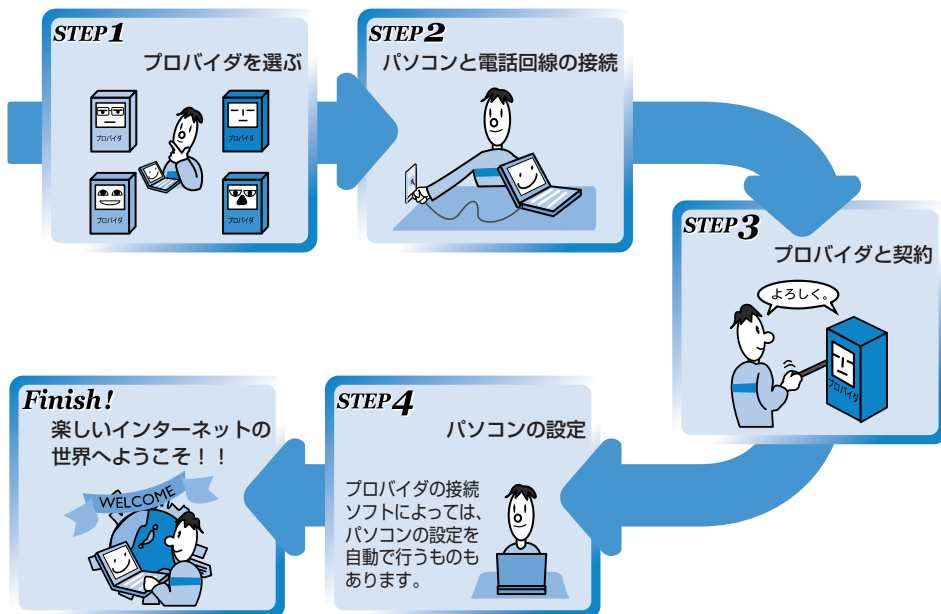 STEP1
プロバイダを選ぶ
プロバイダ
プロバイダ
プロバイダ
プロバイダ
STEP2
パソコンと電話回線の接続
STEP3
プロバイダと契約
よろしく。
プロバイダ
STEP4
パソコンの設定
プロバイダの接続
ソフトによっては、
パソコンの設定を
自動で行うものも
あります。
Finish!
楽しいインターネットの
世界へようこそ！！
WELCOME